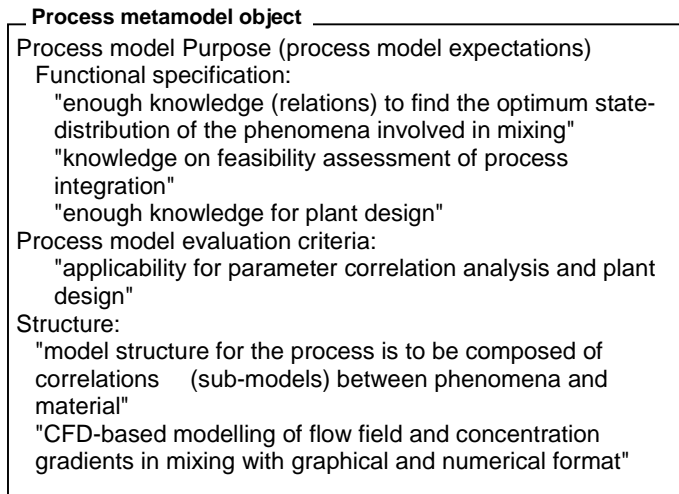 Process metamodel object
Process model Purpose (process model expectations)
Functional specification:
"enough knowledge (relations) to find the optimum state-
distribution of the phenomena involved in mixing"
"knowledge on feasibility assessment of process
integration"
"enough knowledge for plant design"
Process model evaluation criteria:
"applicability for parameter correlation analysis and plant
design"
Structure:
"model structure for the process is to be composed of
correlations (sub-models) between phenomena and
material"
"CFD-based modelling of flow field and concentration
gradients in mixing with graphical and numerical format"